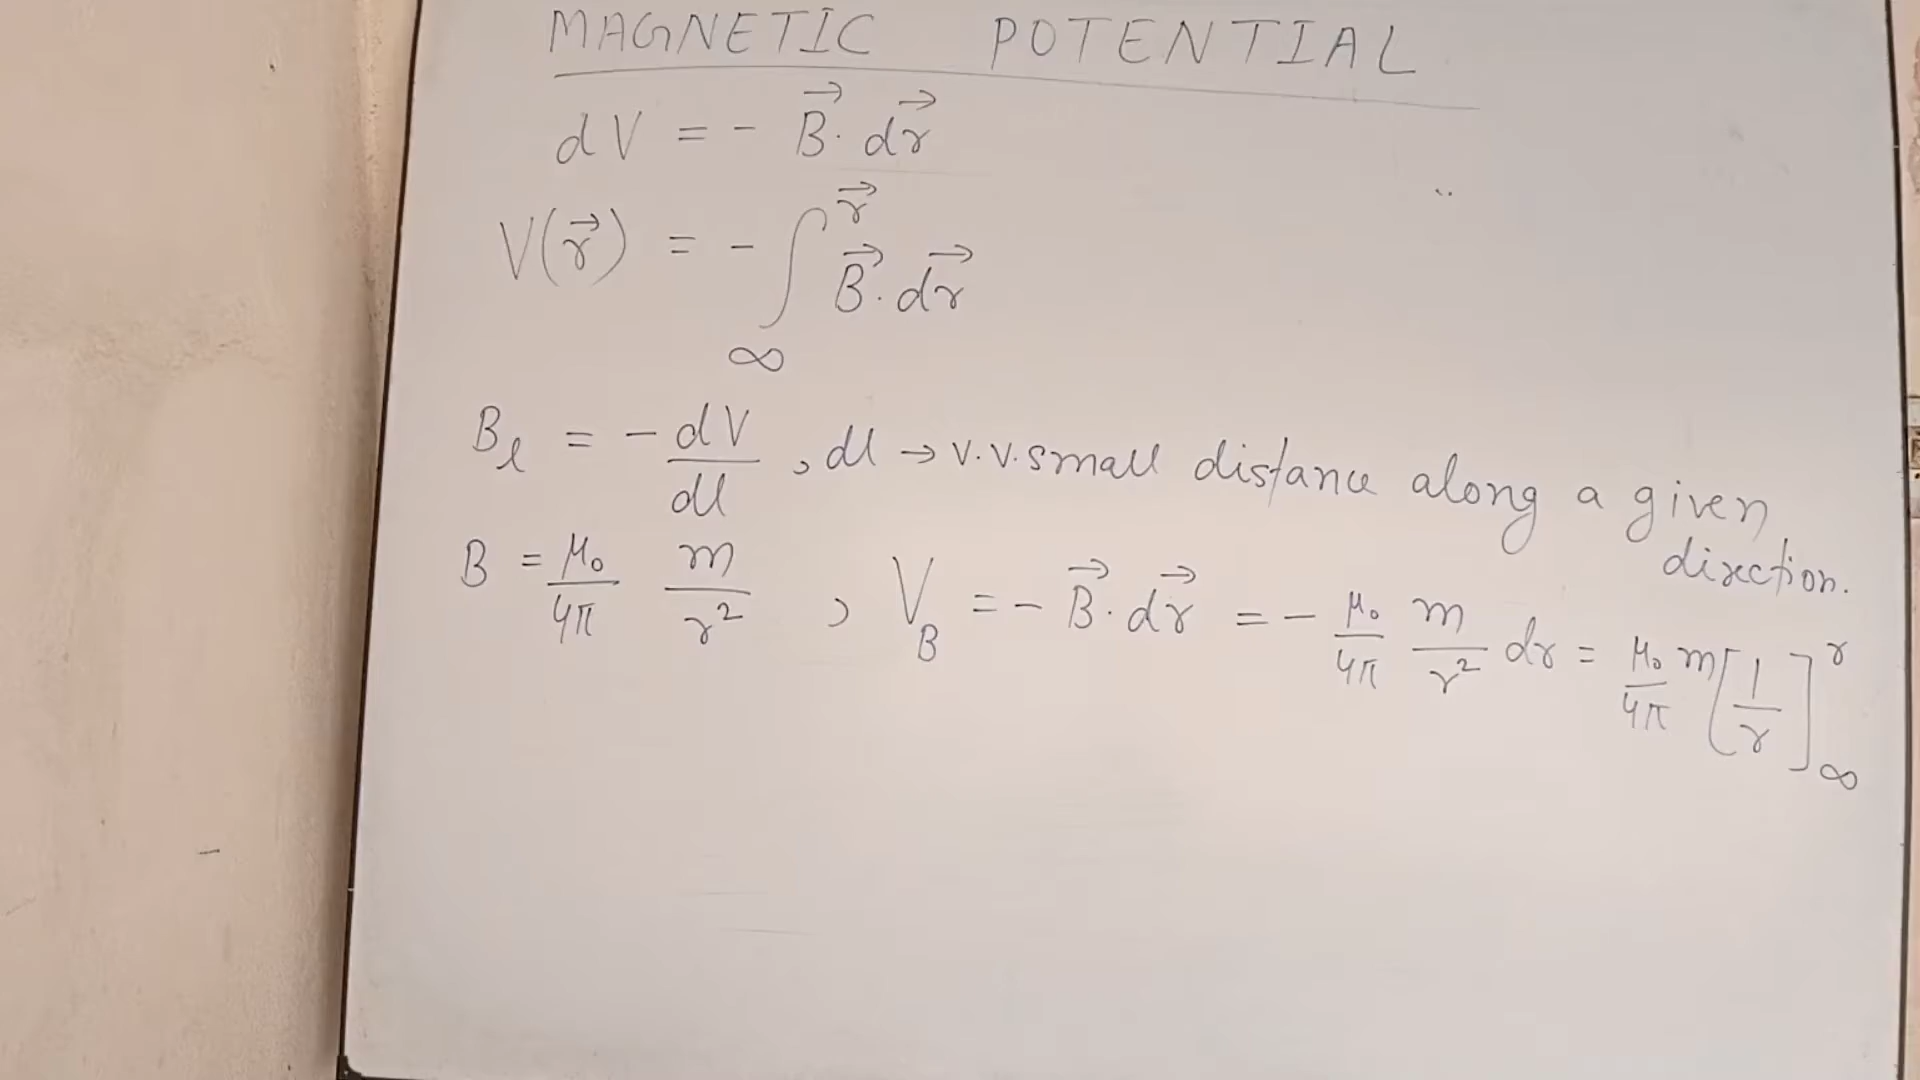 MAGNETIC POTENTIAL
dV = - B⃗. dr⃗
V(r⃗) = - ∫_∞^r⃗ B⃗. dr⃗
B_l = - dV/dl , dl → v.v.small distance along a given direction.
B = μ₀/4π m/r² , V_B = - B⃗. dr⃗ = - μ₀/4π m/r² dr = μ₀/4π m [1/r]_∞^r